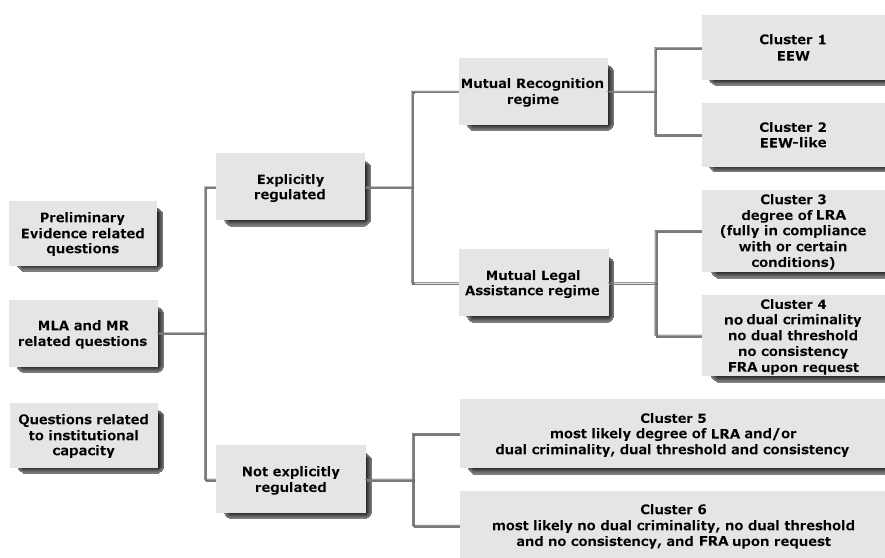 Preliminary
Evidence related
questions
MLA and MR
related questions
Questions related
to institutional
capacity
Explicitly
regulated
Not explicitly
regulated
Mutual Recognition
regime
Mutual Legal
Assistance regime
Cluster 1
EEW
Cluster 2
EEW-like
Cluster 3
degree of LRA
(fully in compliance
with or certain
conditions)
Cluster 4
no dual criminality
no dual threshold
no consistency
FRA upon request
Cluster 5
most likely degree of LRA and/or
dual criminality, dual threshold and consistency
Cluster 6
most likely no dual criminality, no dual threshold
and no consistency, and FRA upon request